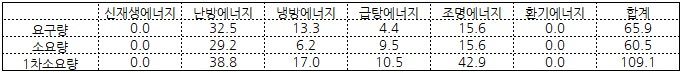 신재생에너지 난방에너지 냉방에너지 급탕에너지 조명에너지 환기에너지 합계
요구량 0.0 32.5 13.3 4.4 15.6 0.0 65.9
소요량 0.0 29.2 6.2 9.5 15.6 0.0 60.5
1차소요량 0.0 38.8 17.0 10.5 42.9 0.0 109.1